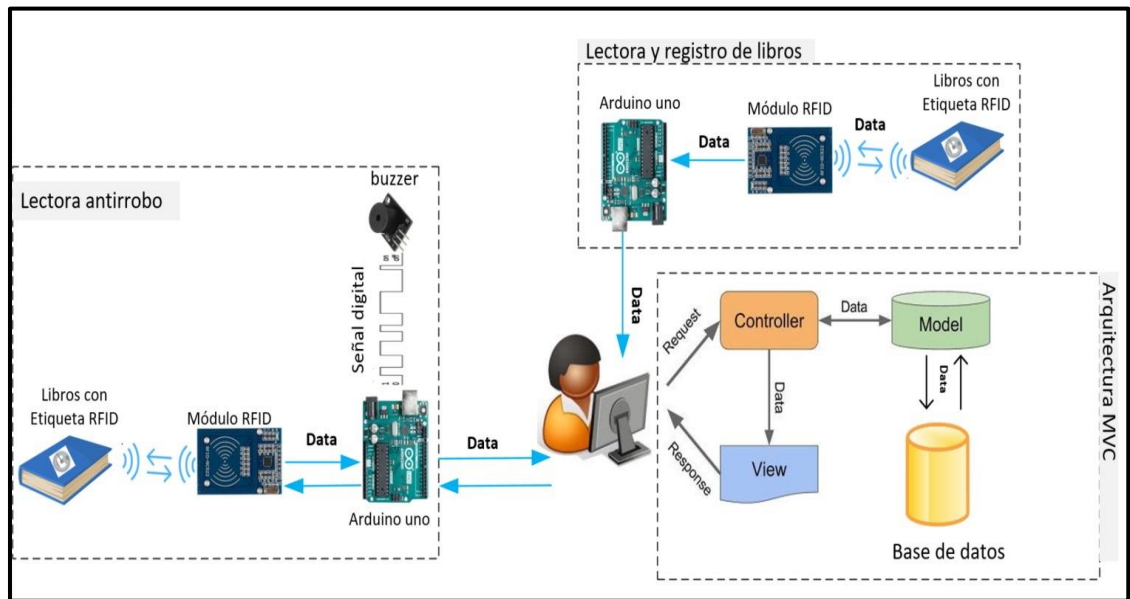 Lectora y registro de libros
Arduino uno
Módulo RFID
Libros con
Etiqueta RFID
Data
Data
Data
Lectora antirrobo
buzzer
Señal digital
1 0
Libros con
Etiqueta RFID
Módulo RFID
Data
Arduino uno
Data
Arquitectura MVC
Request
Controller
Data
Model
Data
Data
Response
View
Base de datos